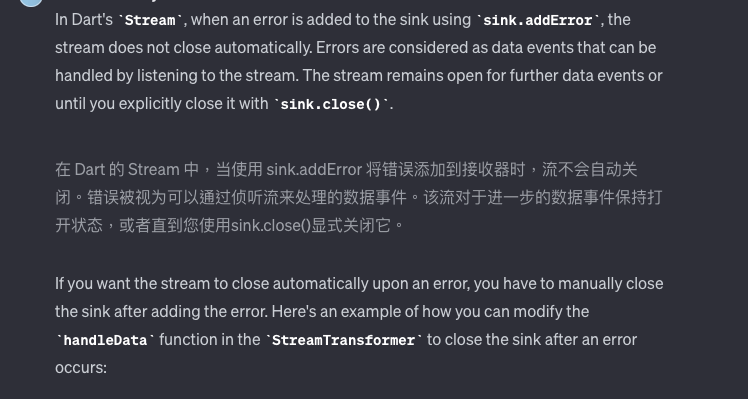 In Dart's `Stream`, when an error is added to the sink using `sink.addError`, the
stream does not close automatically. Errors are considered as data events that can be
handled by listening to the stream. The stream remains open for further data events or
until you explicitly close it with `sink.close()`.
在 Dart 的 Stream 中，当使用 sink.addError 将错误添加到接收器时，流不会自动关
闭。错误被视为可以通过侦听流来处理的数据事件。该流对于进一步的数据事件保持打
开状态，或者直到您使用sink.close()显式关闭它。
If you want the stream to close automatically upon an error, you have to manually close
the sink after adding the error. Here's an example of how you can modify the
`handleData` function in the `StreamTransformer` to close the sink after an error
occurs: